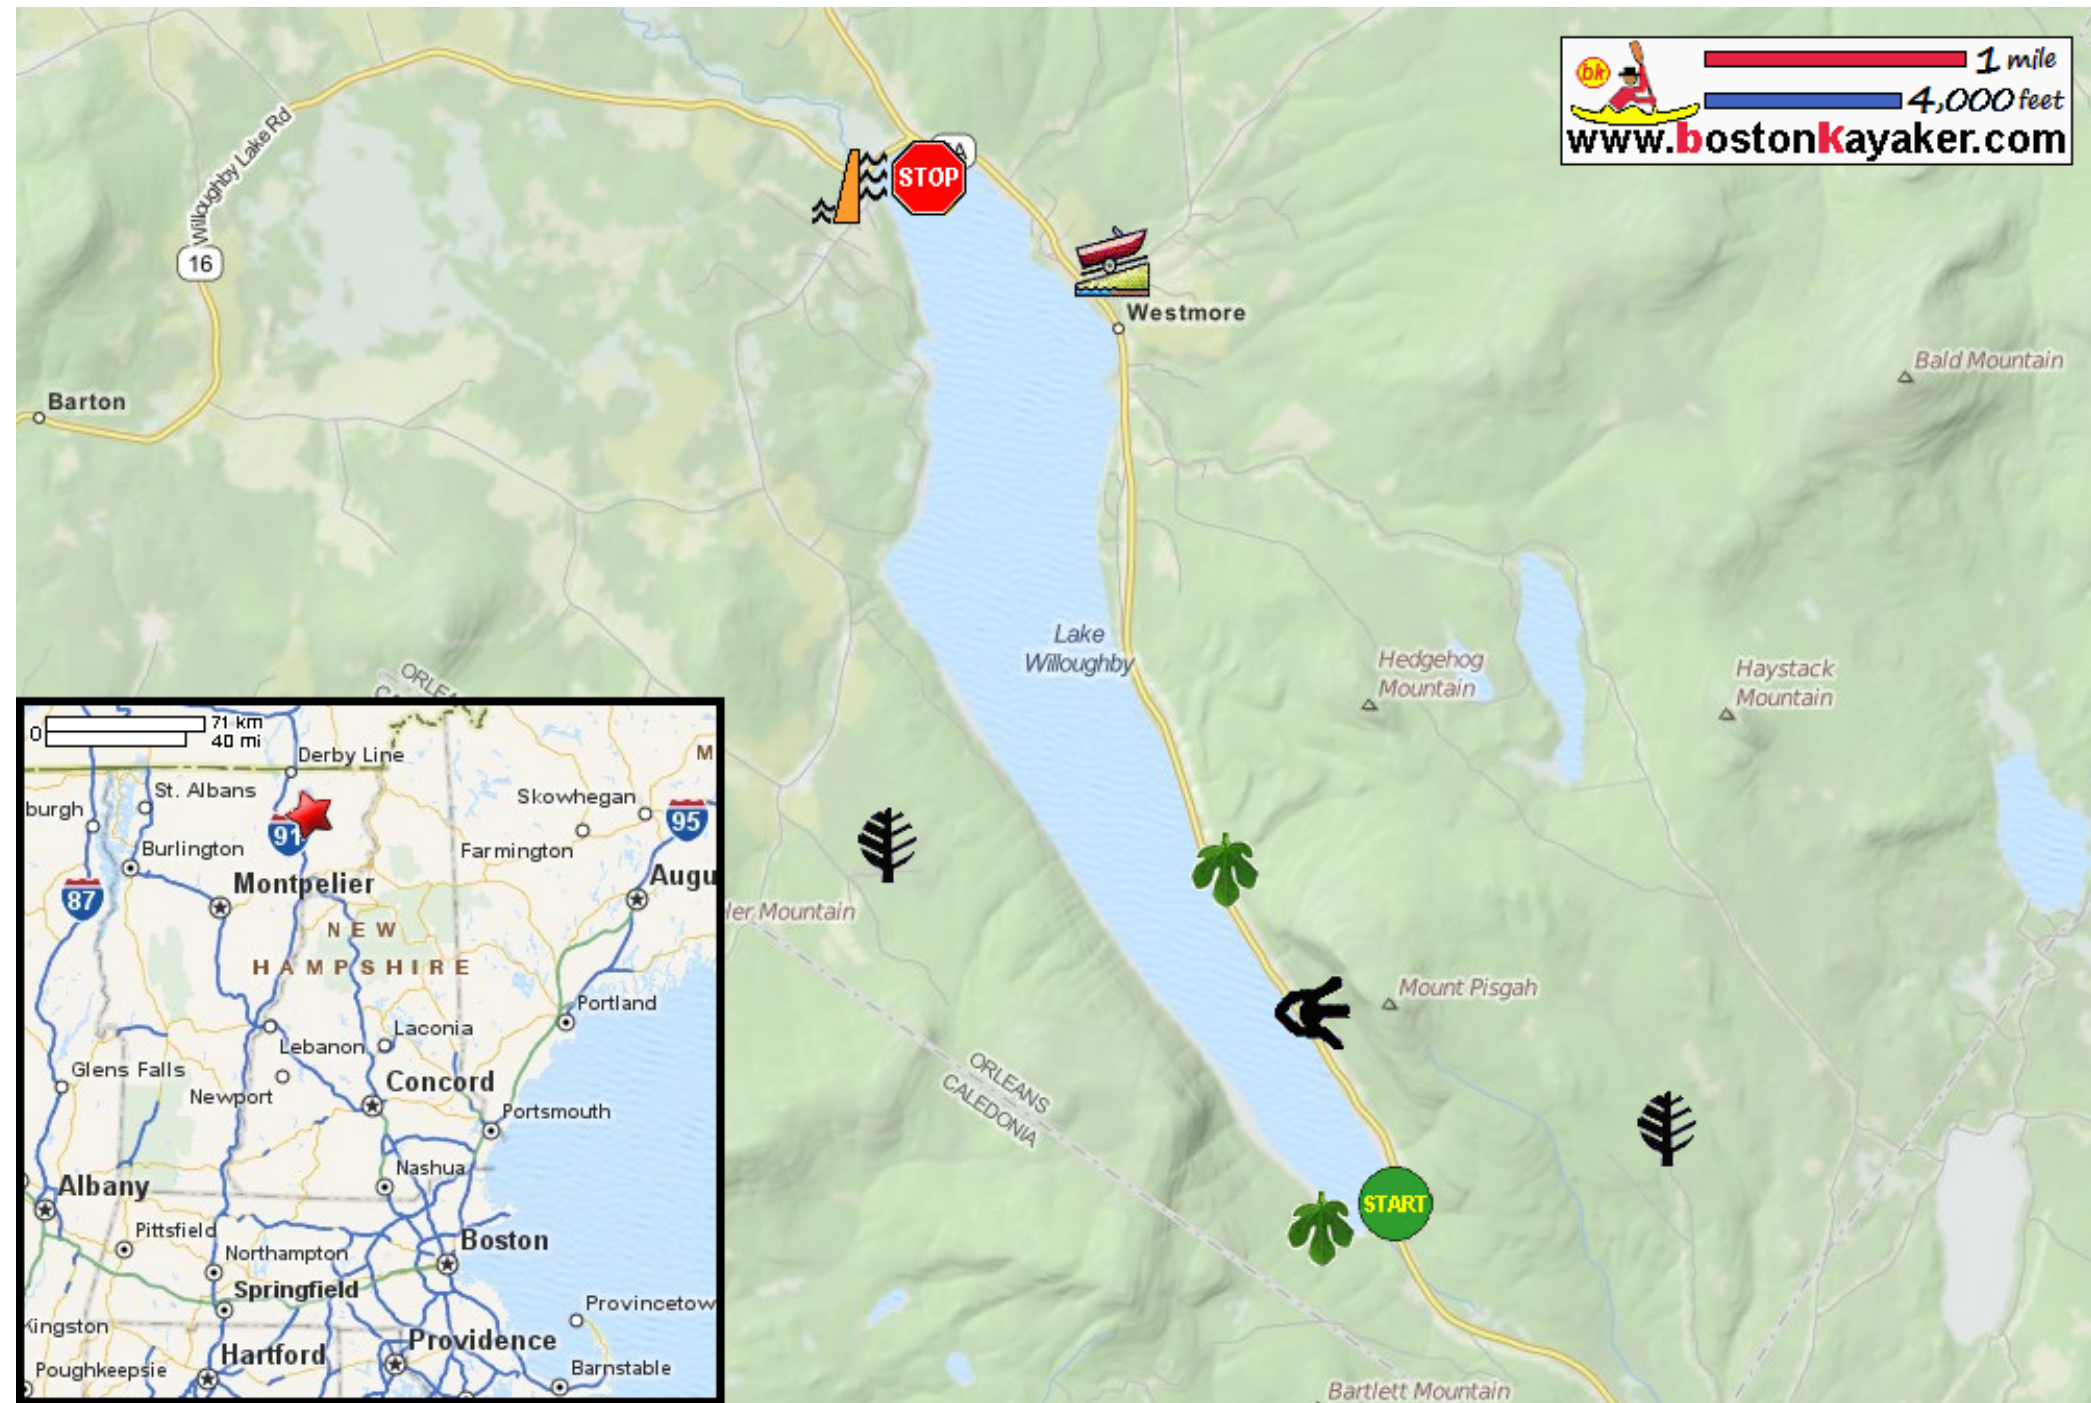 bk
1 mile
4,000 feet
www.bostonkayaker.com
Willoughby Lake Rd
16
A
STOP
Westmore
Bald Mountain
Barton
Lake
Willoughby
Hedgehog
Mountain
Haystack
Mountain
ler Mountain
Mount Pisgah
ORLEANS
CALEDONIA
START
Bartlett Mountain
71 km
0
40 mi
Derby Line
M
St. Albans
burgh
Skowhegan
91
95
Burlington
Farmington
Montpelier
Augu
87
NEW
HAMPSHIRE
Portland
Laconia
Lebanon
Glens Falls
Newport
Concord
Portsmouth
Nashua
Albany
Pittsfield
Boston
Northampton
Springfield
Provincetow
Kingston
Providence
Hartford
Poughkeepsie
Barnstable